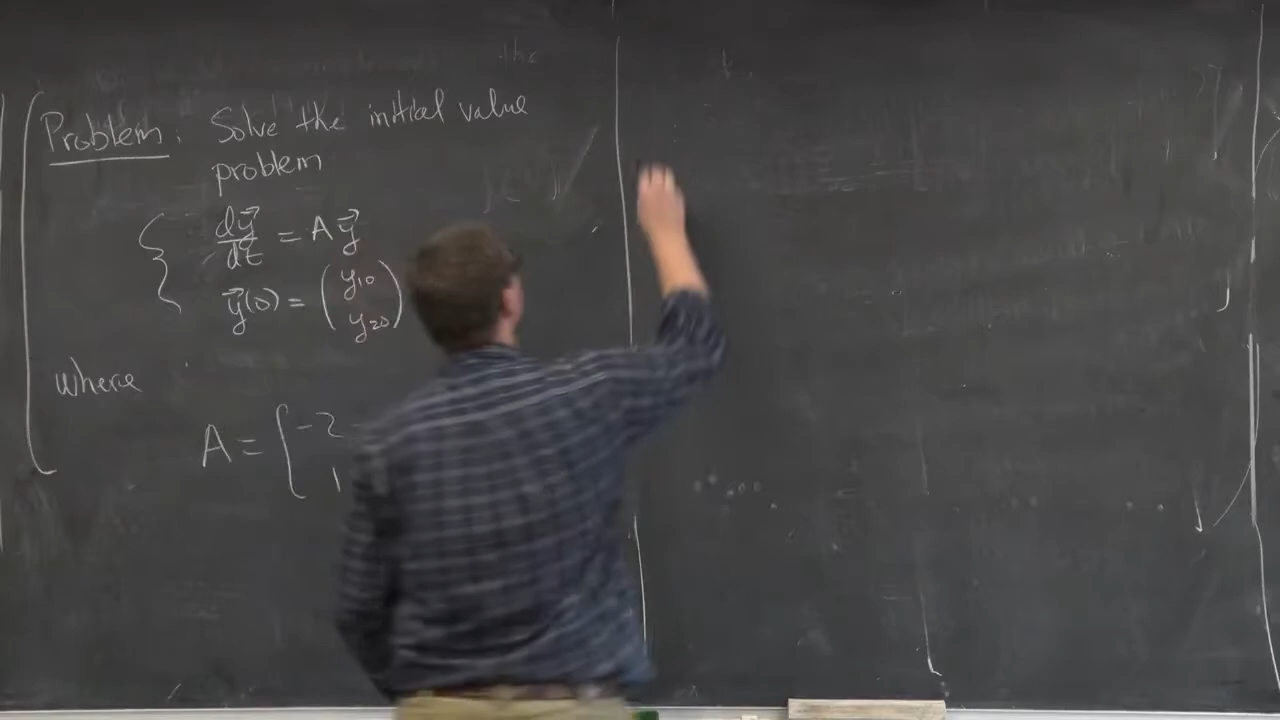 Problem: Solve the initial value
problem
{ dy⃗/dt = A y⃗
y⃗(0) = ( y₁₀
y₂₀ )
where
A = [ -2
1